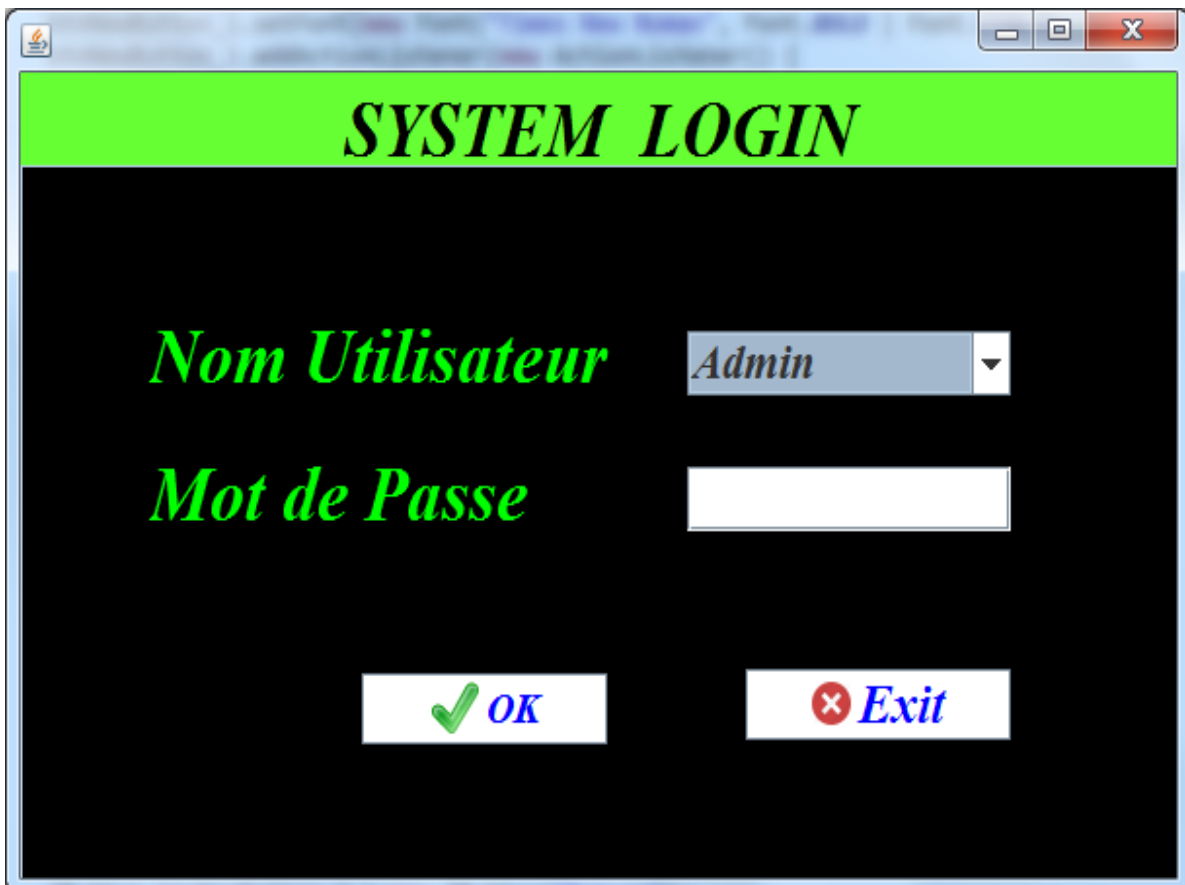 SYSTEM LOGIN
Nom Utilisateur
Admin
Mot de Passe
OK
Exit